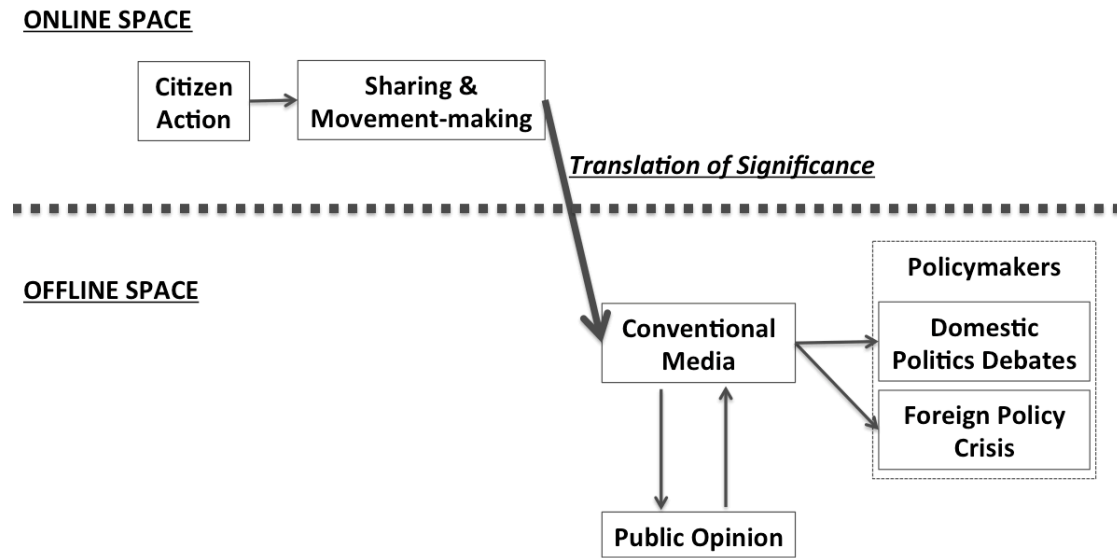 ONLINE SPACE
Citizen
Action
Sharing &
Movement-making
Translation of Significance
OFFLINE SPACE
Policymakers
Conventional
Media
Domestic
Politics Debates
Foreign Policy
Crisis
Public Opinion